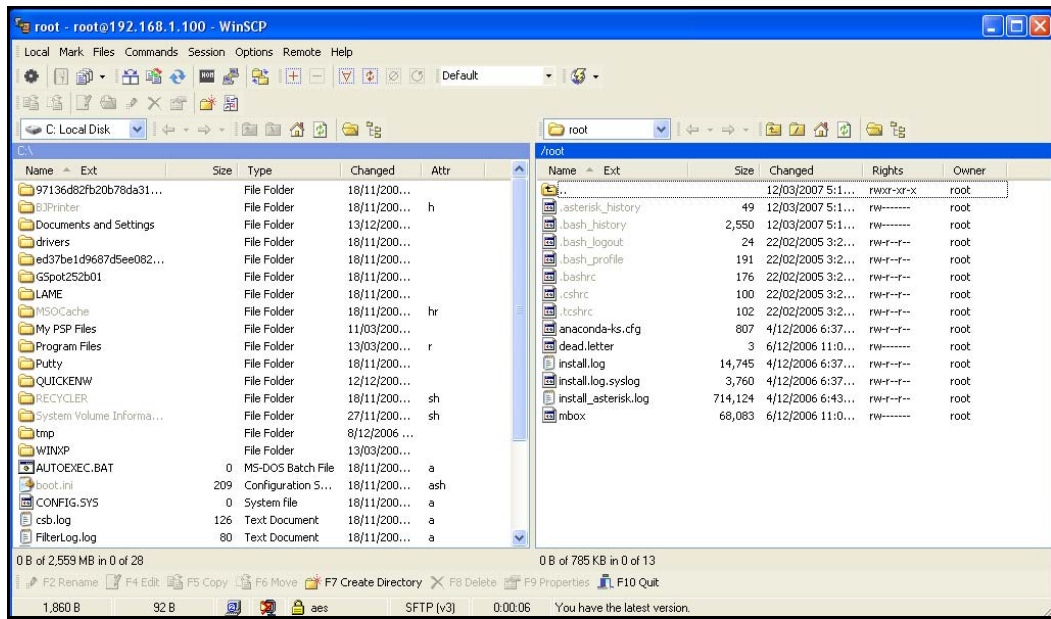 root - root@192.168.1.100 - WinSCP
Local Mark Files Commands Session Options Remote Help
Default
C: Local Disk
root
C:\
/root
Name Ext Size Type Changed Attr
Name Ext Size Changed Rights Owner
97136d82fb20b78da31... File Folder 18/11/200...
BJPrinter File Folder 18/11/200... h
Documents and Settings File Folder 13/12/200...
drivers File Folder 18/11/200...
ed37be1d9687d5ee082... File Folder 18/11/200...
GSpot252b01 File Folder 18/11/200...
LAME File Folder 18/11/200...
MSOCache File Folder 18/11/200... hr
My PSP Files File Folder 11/03/200...
Program Files File Folder 13/03/200... r
Putty File Folder 18/11/200...
QUICKENW File Folder 12/12/200...
RECYCLER File Folder 18/11/200... sh
System Volume Informa... File Folder 27/11/200... sh
tmp File Folder 8/12/2006 ...
WINXP File Folder 13/03/200...
AUTOEXEC.BAT 0 MS-DOS Batch File 18/11/200... a
boot.ini 209 Configuration S... 18/11/200... ash
CONFIG.SYS 0 System file 18/11/200... a
csb.log 126 Text Document 18/11/200... a
FilterLog.log 80 Text Document 18/11/200... a
.. 12/03/2007 5:1... rwxr-xr-x root
.asterisk_history 49 12/03/2007 5:1... rw------- root
.bash_history 2,550 12/03/2007 5:1... rw------- root
.bash_logout 24 22/02/2005 3:2... rw-r--r-- root
.bash_profile 191 22/02/2005 3:2... rw-r--r-- root
.bashrc 176 22/02/2005 3:2... rw-r--r-- root
.cshrc 100 22/02/2005 3:2... rw-r--r-- root
.tcshrc 102 22/02/2005 3:2... rw-r--r-- root
anaconda-ks.cfg 807 4/12/2006 6:37... rw-r--r-- root
dead.letter 3 6/12/2006 11:0... rw------- root
install.log 14,745 4/12/2006 6:37... rw-r--r-- root
install.log.syslog 3,760 4/12/2006 6:37... rw-r--r-- root
install_asterisk.log 714,124 4/12/2006 6:43... rw-r--r-- root
mbox 68,083 6/12/2006 11:0... rw------- root
0 B of 2,559 MB in 0 of 28
0 B of 785 KB in 0 of 13
F2 Rename F4 Edit F5 Copy F6 Move F7 Create Directory F8 Delete F9 Properties F10 Quit
1,860 B 92 B aes SFTP (v3) 0:00:06 You have the latest version.